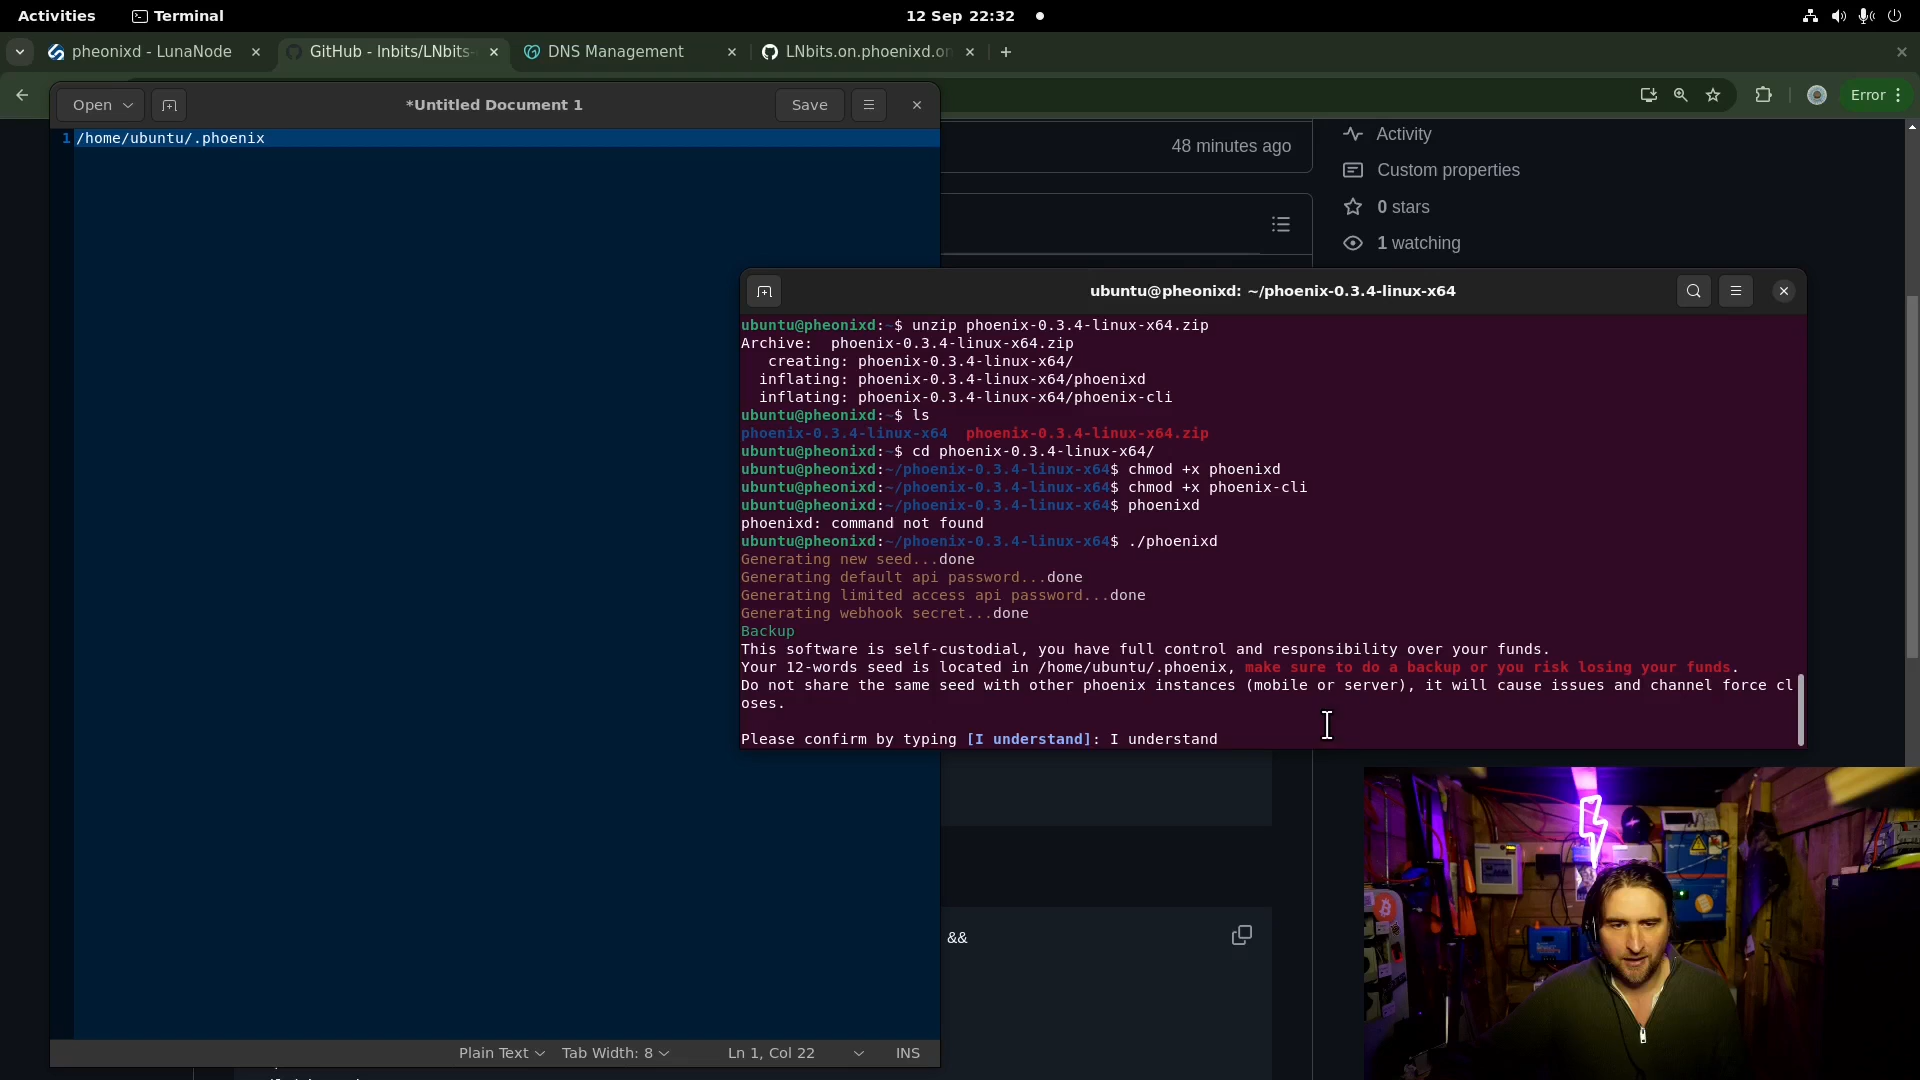 Activities
Terminal
12 Sep 22:32
pheonixd - LunaNode
GitHub - lnbits/LNbits-
DNS Management
LNbits.on.phoenixd.on
Error
Open
*Untitled Document 1
Save
1 /home/ubuntu/.phoenix
48 minutes ago
Activity
Custom properties
0 stars
1 watching
ubuntu@pheonixd: ~/phoenix-0.3.4-linux-x64
ubuntu@pheonixd:~$ unzip phoenix-0.3.4-linux-x64.zip
Archive:  phoenix-0.3.4-linux-x64.zip
   creating: phoenix-0.3.4-linux-x64/
  inflating: phoenix-0.3.4-linux-x64/phoenixd
  inflating: phoenix-0.3.4-linux-x64/phoenix-cli
ubuntu@pheonixd:~$ ls
phoenix-0.3.4-linux-x64  phoenix-0.3.4-linux-x64.zip
ubuntu@pheonixd:~$ cd phoenix-0.3.4-linux-x64/
ubuntu@pheonixd:~/phoenix-0.3.4-linux-x64$ chmod +x phoenixd
ubuntu@pheonixd:~/phoenix-0.3.4-linux-x64$ chmod +x phoenix-cli
ubuntu@pheonixd:~/phoenix-0.3.4-linux-x64$ phoenixd
phoenixd: command not found
ubuntu@pheonixd:~/phoenix-0.3.4-linux-x64$ ./phoenixd
Generating new seed...done
Generating default api password...done
Generating limited access api password...done
Generating webhook secret...done
Backup
This software is self-custodial, you have full control and responsibility over your funds.
Your 12-words seed is located in /home/ubuntu/.phoenix, make sure to do a backup or you risk losing your funds.
Do not share the same seed with other phoenix instances (mobile or server), it will cause issues and channel force cl
oses.
Please confirm by typing [I understand]: I understand
&&
Plain Text
Tab Width: 8
Ln 1, Col 22
INS